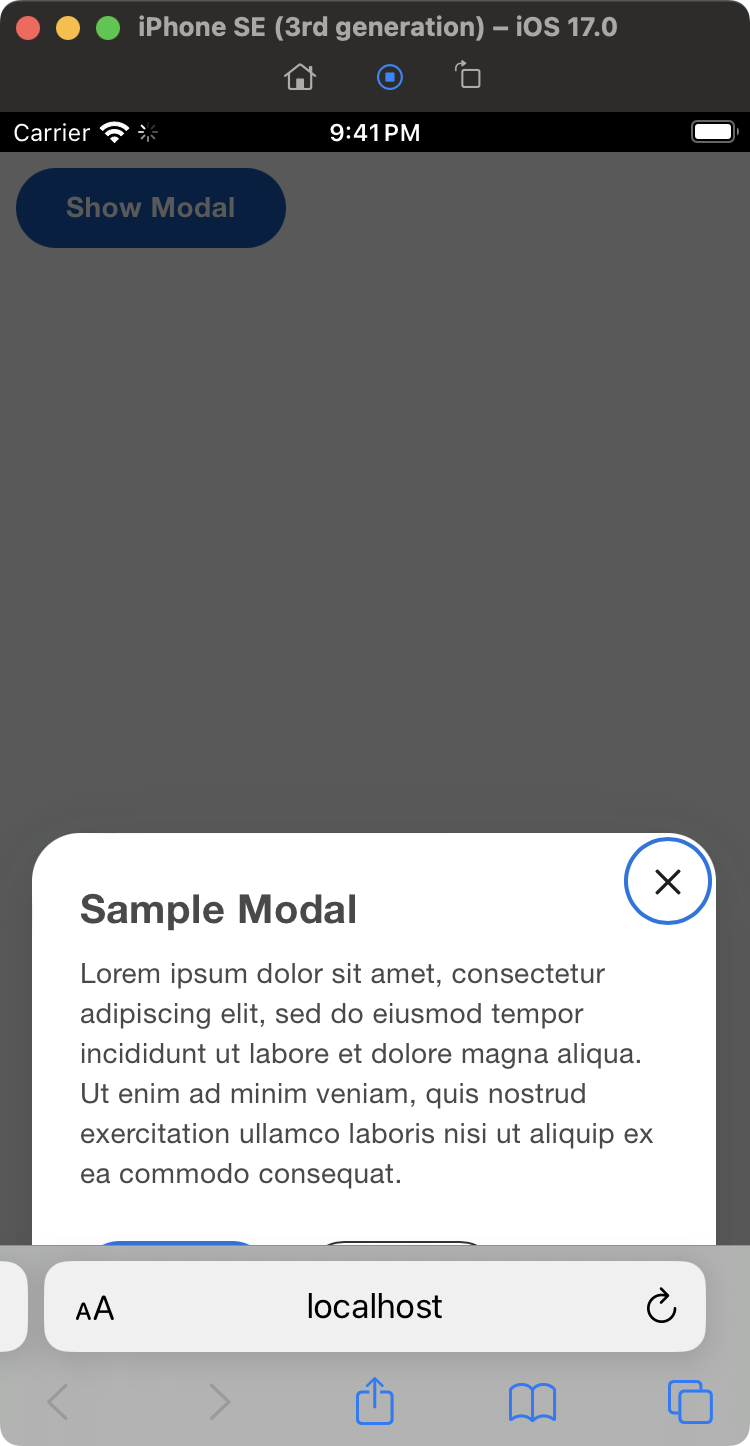 iPhone SE (3rd generation) – iOS 17.0
Carrier 9:41 PM
Show Modal
Sample Modal
Lorem ipsum dolor sit amet, consectetur
adipiscing elit, sed do eiusmod tempor
incididunt ut labore et dolore magna aliqua.
Ut enim ad minim veniam, quis nostrud
exercitation ullamco laboris nisi ut aliquip ex
ea commodo consequat.
AA localhost